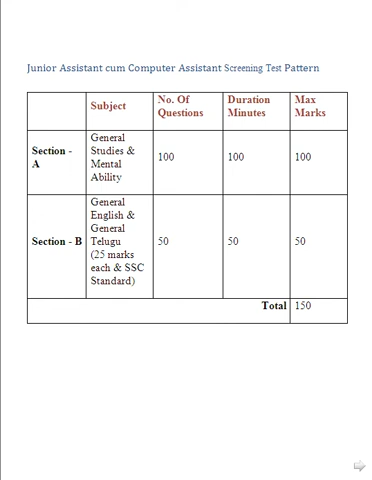 Junior Assistant cum Computer Assistant Screening Test Pattern
Subject
No. Of
Questions
Duration
Minutes
Max
Marks
Section -
A
General
Studies &
Mental
Ability
100
100
100
Section - B
General
English &
General
Telugu
(25 marks
each & SSC
Standard)
50
50
50
Total
150